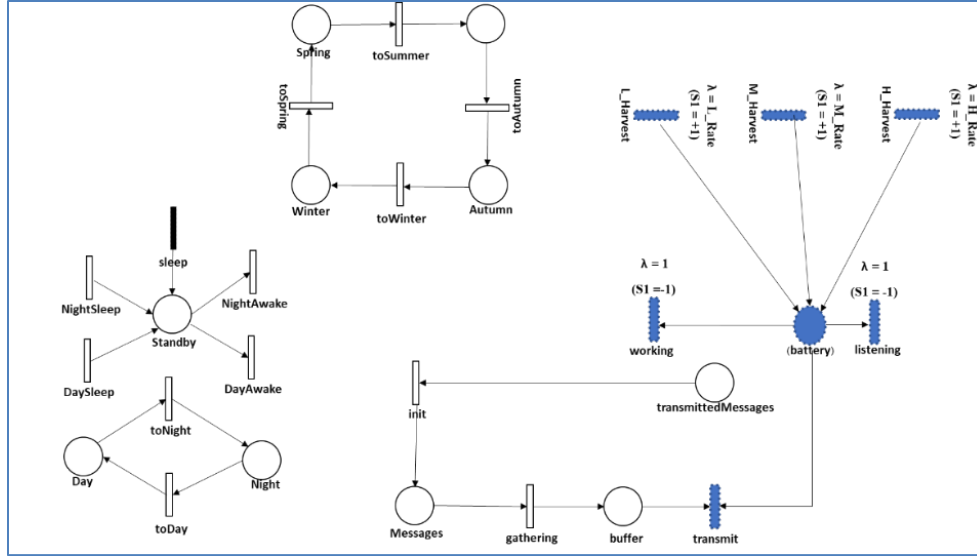 Spring
toSummer
toSpring
toAutumn
Winter
toWinter
Autumn
L_Harvest
λ = L_Rate
(S1 = +1)
M_Harvest
λ = M_Rate
(S1 = +1)
H_Harvest
λ = H_Rate
(S1 = +1)
sleep
NightSleep
NightAwake
Standby
DaySleep
DayAwake
toNight
Day
Night
toDay
λ = 1
(S1 =-1)
working
λ = 1
(S1 = -1)
(battery)
listening
init
transmittedMessages
Messages
gathering
buffer
transmit